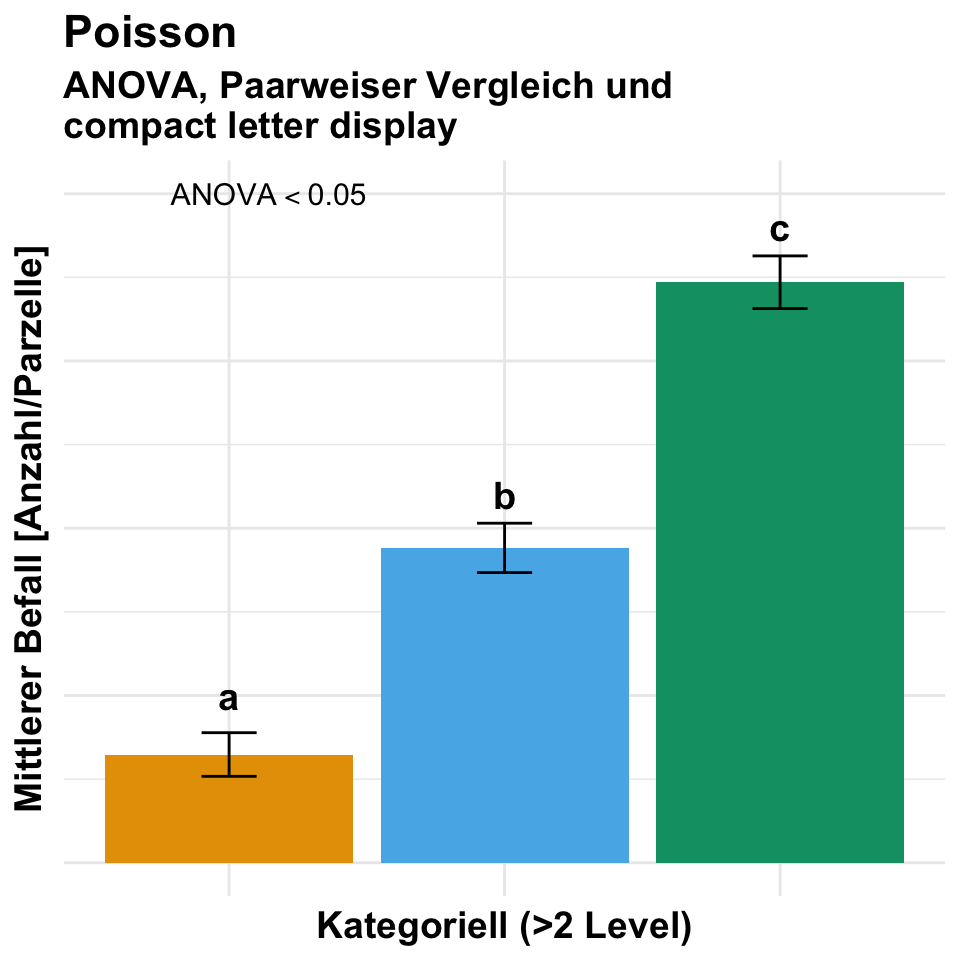 Poisson
ANOVA, Paarweiser Vergleich und
compact letter display
ANOVA < 0.05
c
b
a
Mittlerer Befall [Anzahl/Parzelle]
Kategoriell (>2 Level)